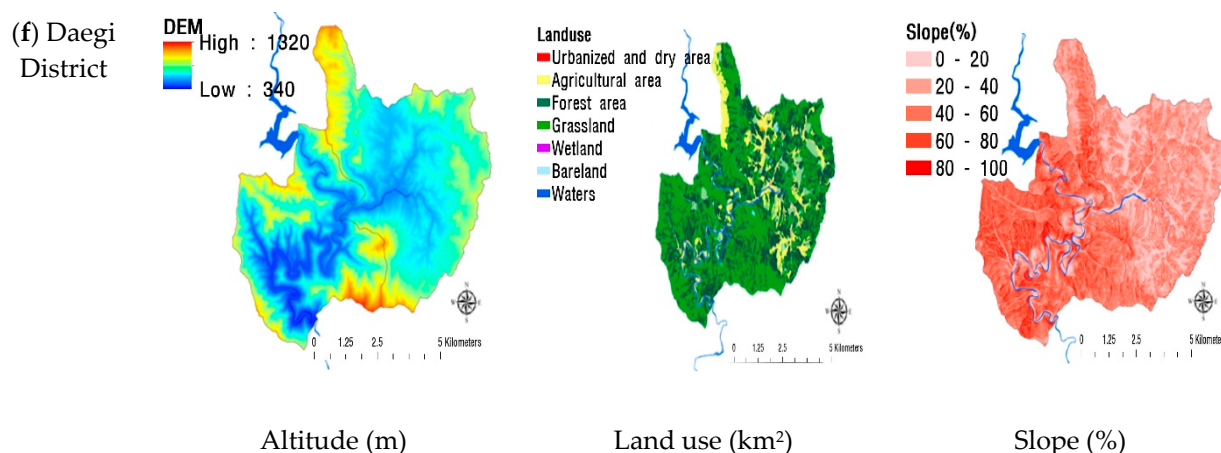 (f) Daegi
District
DEM
High : 1320
Low : 340
0 1.25 2.5 5 Kilometers
Landuse
Urbanized and dry area
Agricultural area
Forest area
Grassland
Wetland
Bareland
Waters
0 1.25 2.5 5 Kilometers
Slope(%)
0 - 20
20 - 40
40 - 60
60 - 80
80 - 100
0 1.25 2.5 5 Kilometers
N
W E
S
N
W E
S
N
W E
S
Altitude (m)
Land use (km²)
Slope (%)